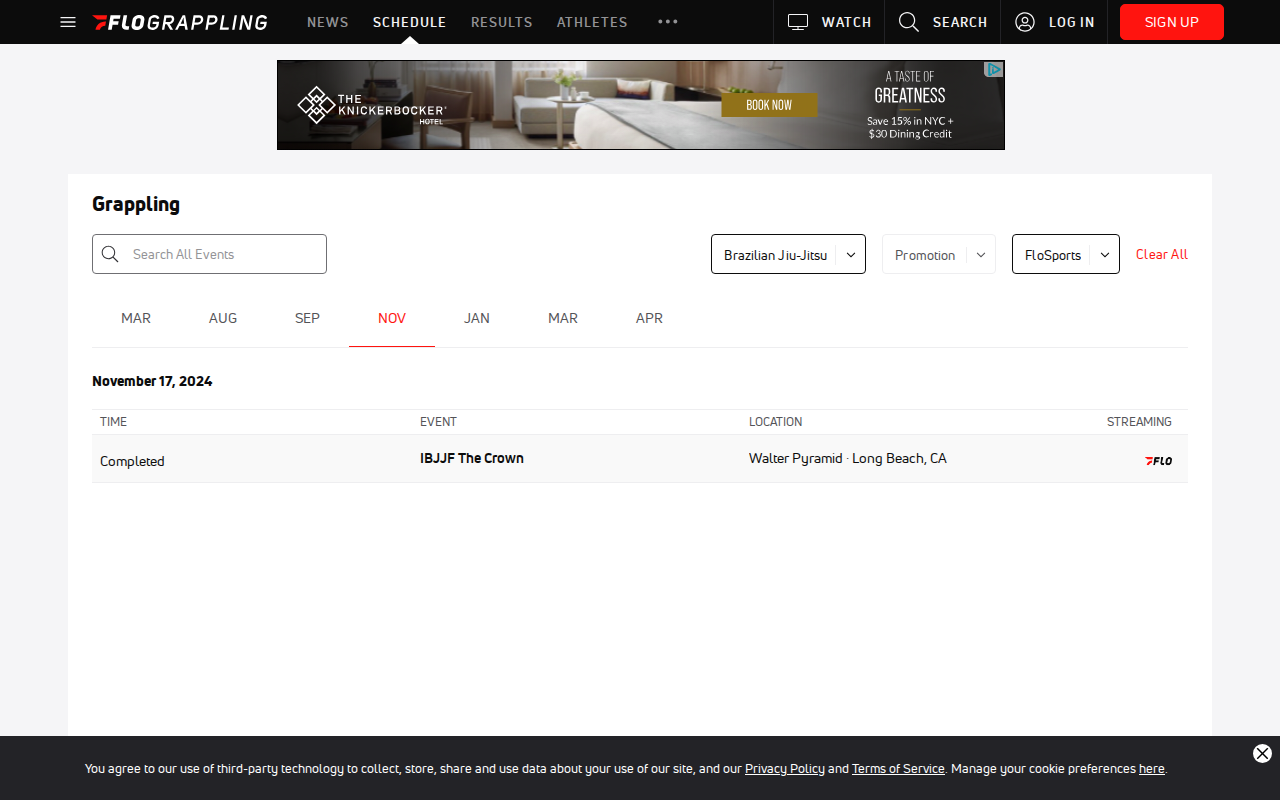 FLOGRAPPLING NEWS SCHEDULE RESULTS ATHLETES ••• WATCH SEARCH LOG IN SIGN UP
THE
KNICKERBOCKER
HOTEL
BOOK NOW
A TASTE OF
GREATNESS
Save 15% in NYC +
$30 Dining Credit
Grappling
Search All Events Brazilian Jiu-Jitsu Promotion FloSports Clear All
MAR AUG SEP NOV JAN MAR APR
November 17, 2024
TIME EVENT LOCATION STREAMING
Completed IBJJF The Crown Walter Pyramid · Long Beach, CA FLO
You agree to our use of third-party technology to collect, store, share and use data about your use of our site, and our Privacy Policy and Terms of Service. Manage your cookie preferences here.